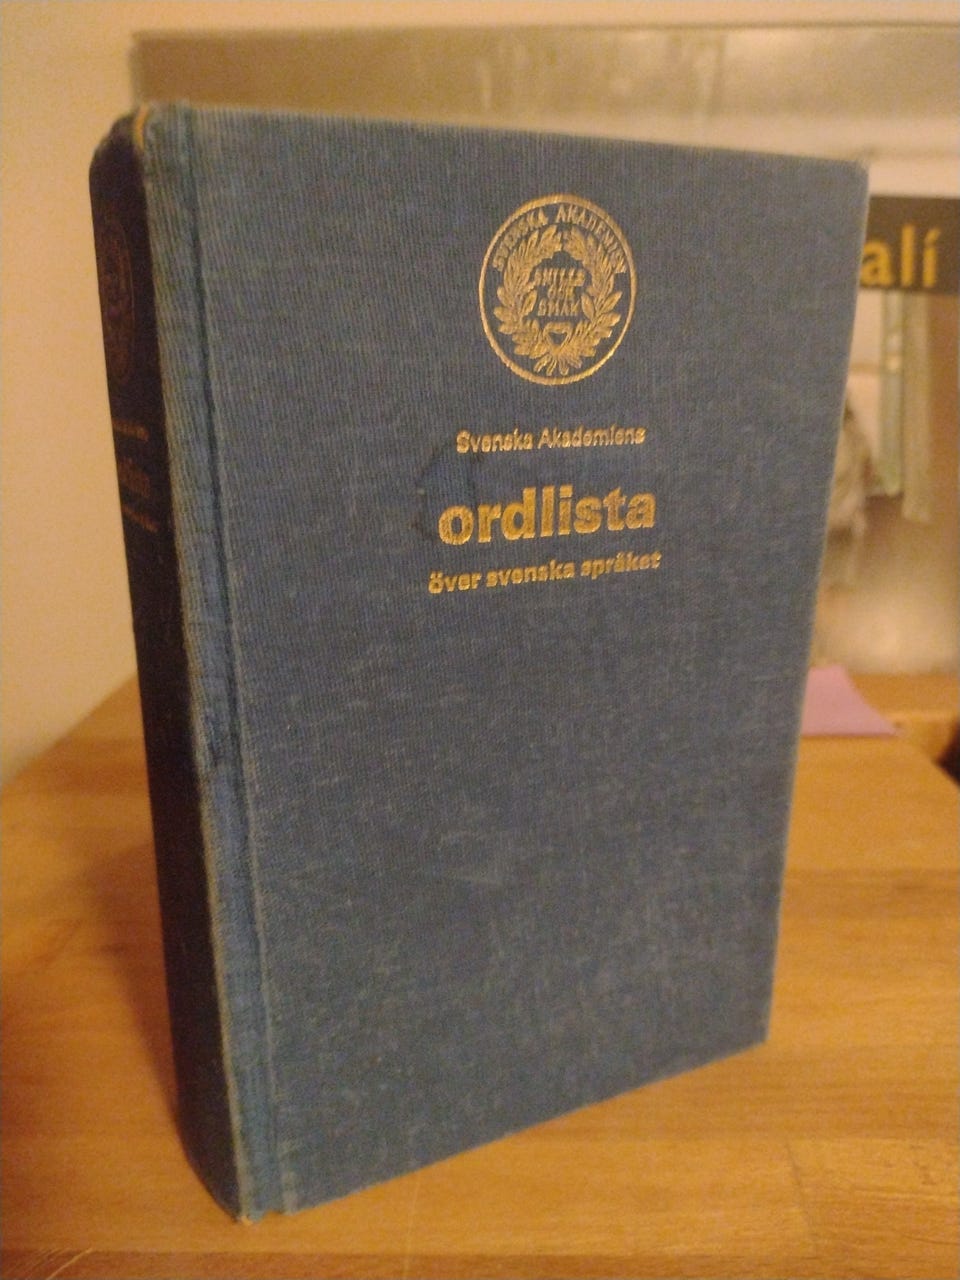 SVENSKA AKADEMIEN
SNILLE
OCH
SMAK
Svenska Akademiens
ordlista
över svenska språket
alí